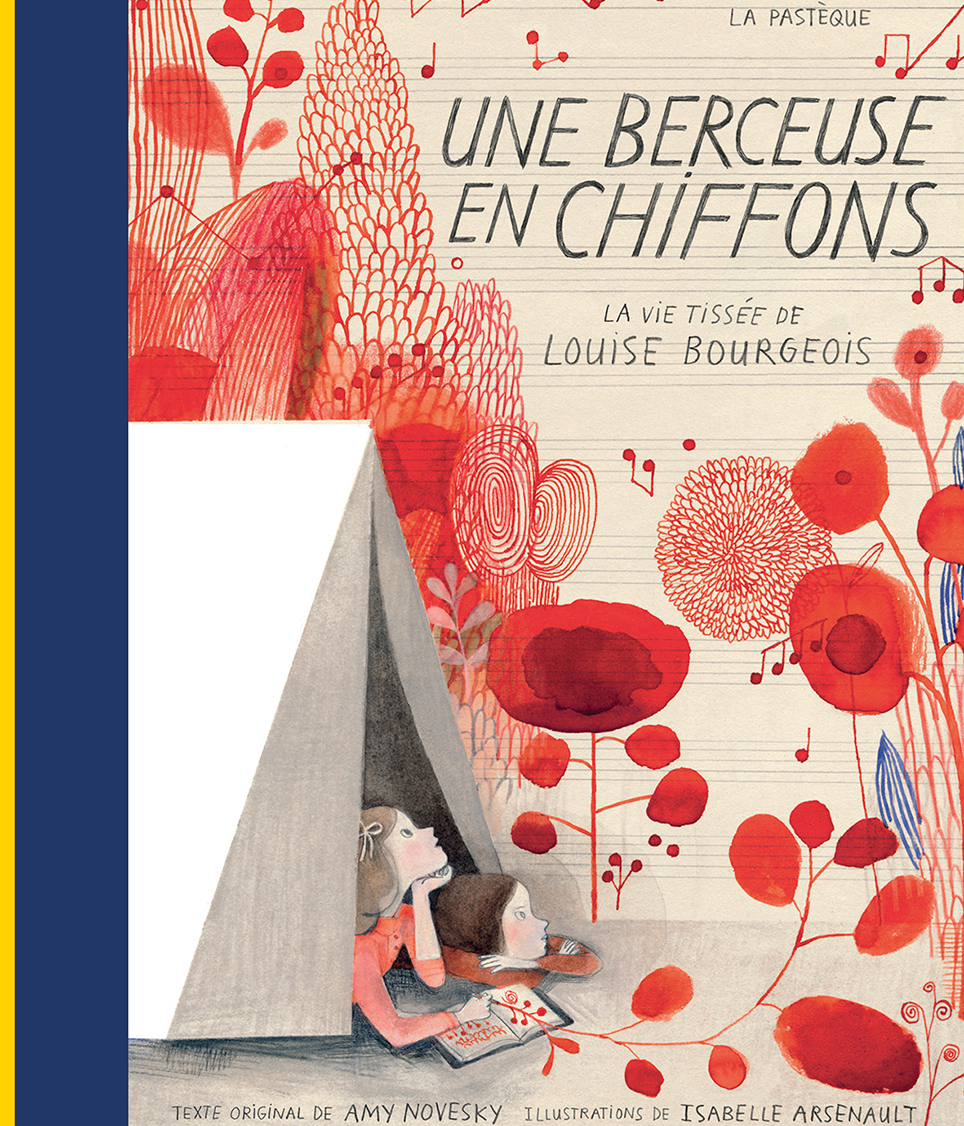 LA PASTÈQUE
UNE BERCEUSE
EN CHIFFONS
LA VIE TISSÉE DE
LOUISE BOURGEOIS
TEXTE ORIGINAL DE AMY NOVESKY ILLUSTRATIONS DE ISABELLE ARSENAULT